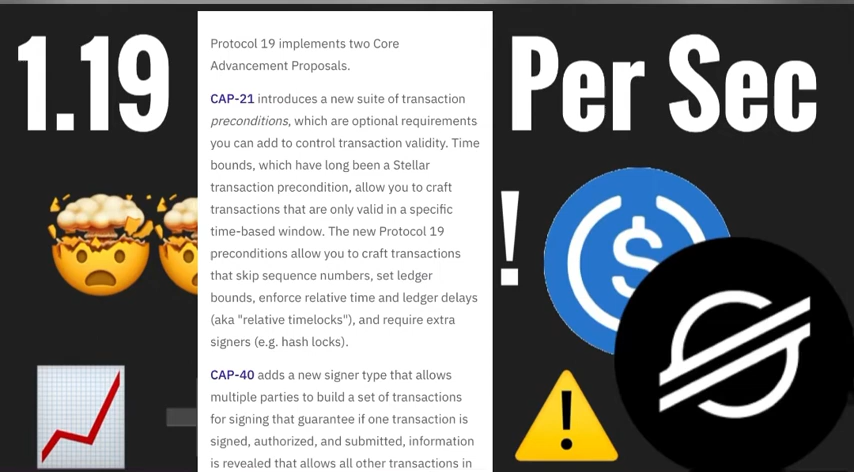 1.19
Per Sec
!
Protocol 19 implements two Core
Advancement Proposals.
CAP-21 introduces a new suite of transaction
preconditions, which are optional requirements
you can add to control transaction validity. Time
bounds, which have long been a Stellar
transaction precondition, allow you to craft
transactions that are only valid in a specific
time-based window. The new Protocol 19
preconditions allow you to craft transactions
that skip sequence numbers, set ledger
bounds, enforce relative time and ledger delays
(aka "relative timelocks"), and require extra
signers (e.g. hash locks).
CAP-40 adds a new signer type that allows
multiple parties to build a set of transactions
for signing that guarantee if one transaction is
signed, authorized, and submitted, information
is revealed that allows all other transactions in